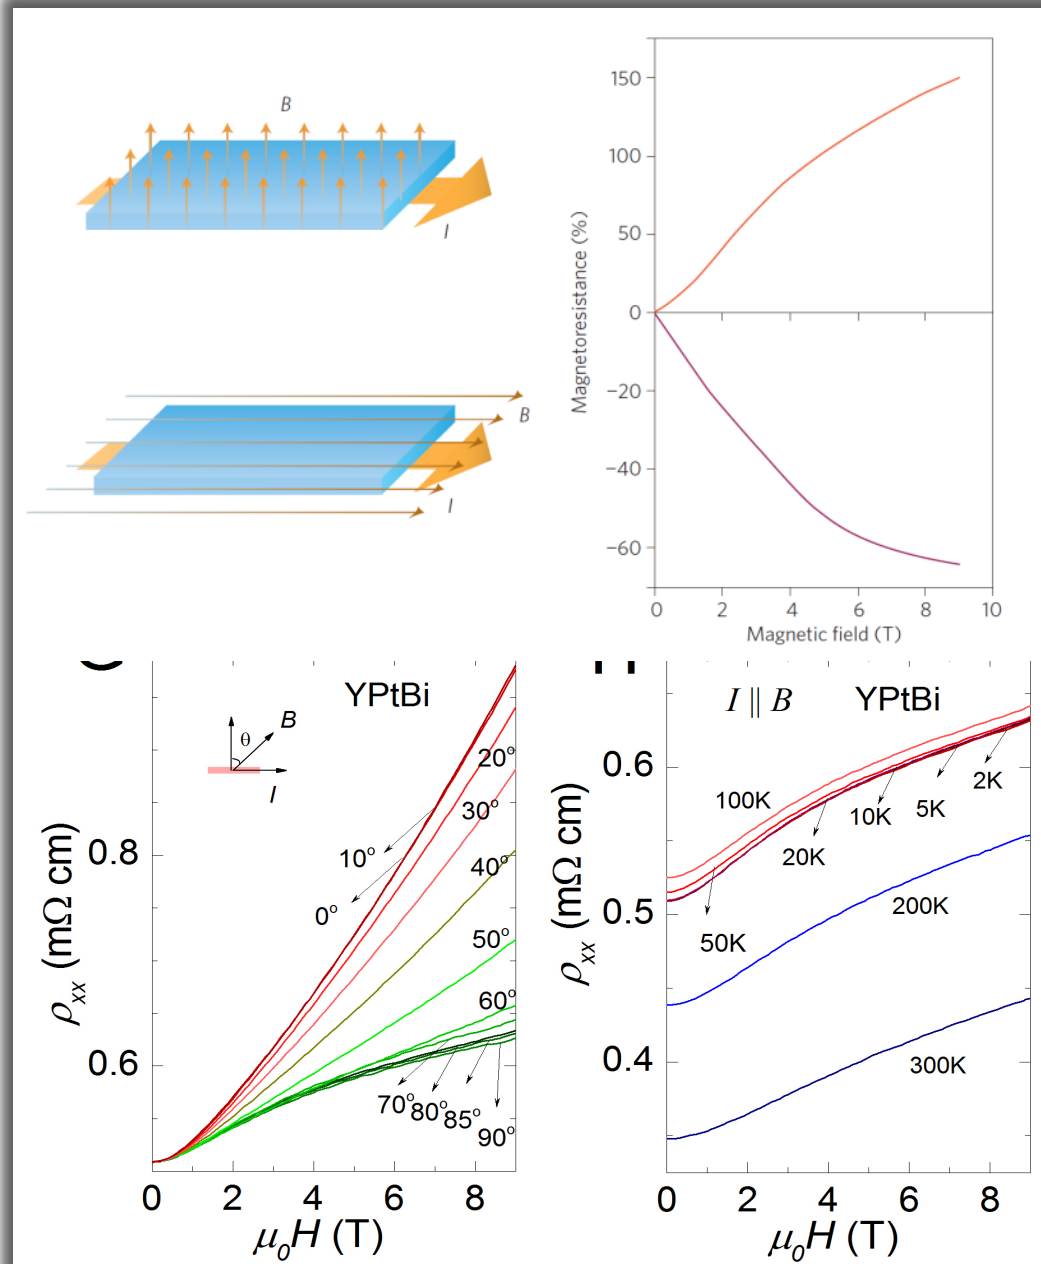 B
I
B
I
Magnetoresistance (%)
150
100
50
0
−20
−40
−60
0 2 4 6 8 10
Magnetic field (T)
YPtBi
B
θ
I
20°
30°
10°
40°
0°
50°
60°
70° 80° 85°
90°
0.8
0.6
ρxx (mΩ cm)
0 2 4 6 8
μ0H (T)
I || B YPtBi
100K
2K
10K
5K
20K
200K
50K
300K
0.6
0.5
0.4
ρxx (mΩ cm)
0 2 4 6 8
μ0H (T)